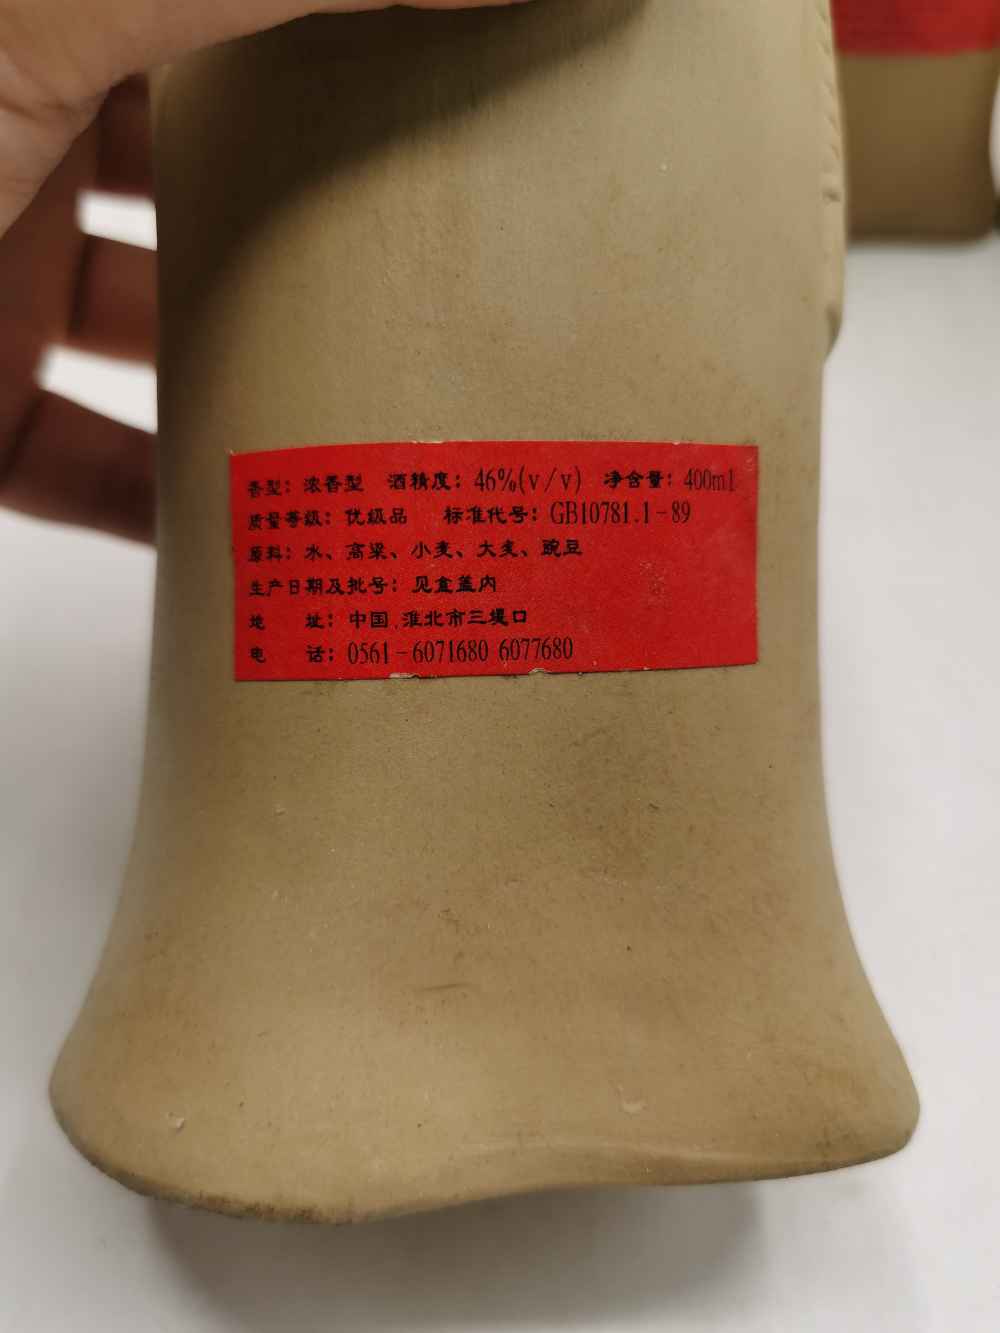 香型：浓香型 酒精度：46%(v/v) 净含量：400ml
质量等级：优级品 标准代号：GB10781.1-89
原料：水、高粱、小麦、大麦、豌豆
生产日期及批号：见盒盖内
地 址：中国.淮北市三堤口
电 话：0561-6071680 6077680